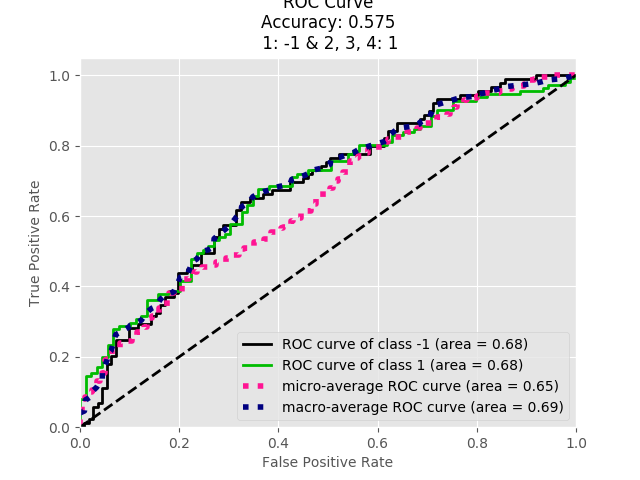 ROC Curve
Accuracy: 0.575
1: -1 & 2, 3, 4: 1
1.0
0.8
0.6
0.4
0.2
0.0
True Positive Rate
ROC curve of class -1 (area = 0.68)
ROC curve of class 1 (area = 0.68)
micro-average ROC curve (area = 0.65)
macro-average ROC curve (area = 0.69)
0.0 0.2 0.4 0.6 0.8 1.0
False Positive Rate